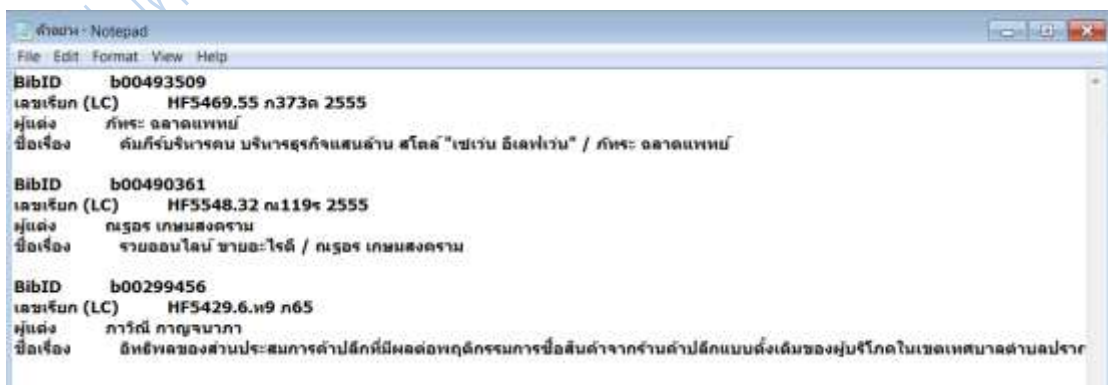 ตัวอย่าง - Notepad
File Edit Format View Help
BibID b00493509
เลขเรียก (LC) HF5469.55 ภ373ค 2555
ผู้แต่ง ภัทระ ฉลาดแพทย์
ชื่อเรื่อง คัมภีร์บริหารคน บริหารธุรกิจแสนล้าน สไตล์ "เซเว่น อีเลฟเว่น" / ภัทระ ฉลาดแพทย์
BibID b00490361
เลขเรียก (LC) HF5548.32 ณ119ร 2555
ผู้แต่ง ณฐอร เกษมสงคราม
ชื่อเรื่อง รวยออนไลน์ ขายอะไรดี / ณฐอร เกษมสงคราม
BibID b00299456
เลขเรียก (LC) HF5429.6.ท9 ภ65
ผู้แต่ง ภาวิณี กาญจนาภา
ชื่อเรื่อง อิทธิพลของส่วนประสมการค้าปลีกที่มีผลต่อพฤติกรรมการซื้อสินค้าจากร้านค้าปลีกแบบดั้งเดิมของผู้บริโภคในเขตเทศบาลตำบลปราก